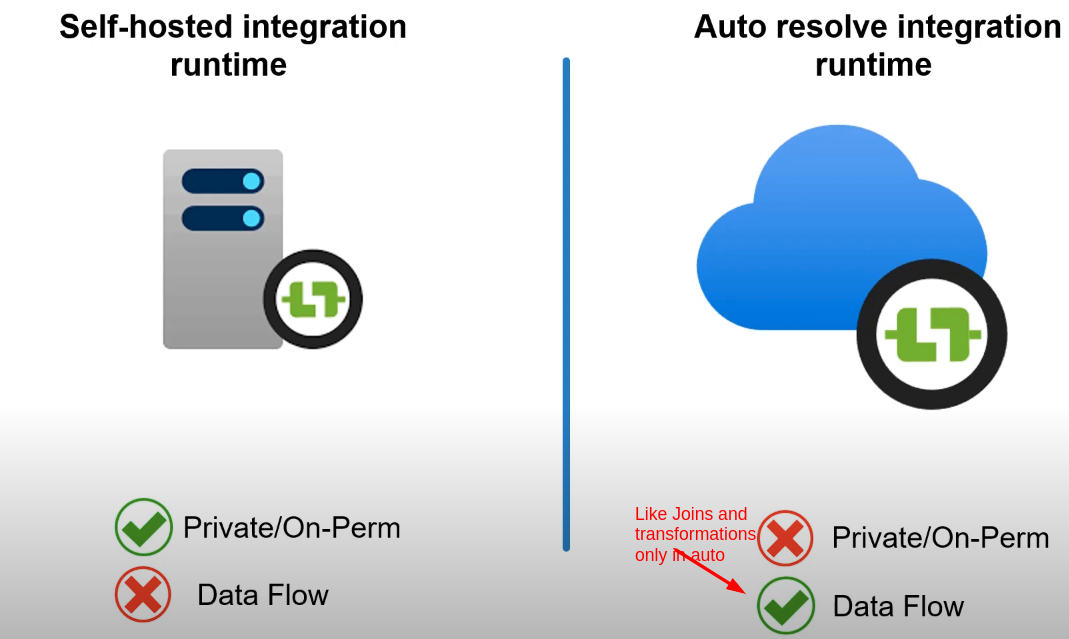 Self-hosted integration
runtime
Auto resolve integration
runtime
Private/On-Perm
Data Flow
Like Joins and
transformations
only in auto
Private/On-Perm
Data Flow